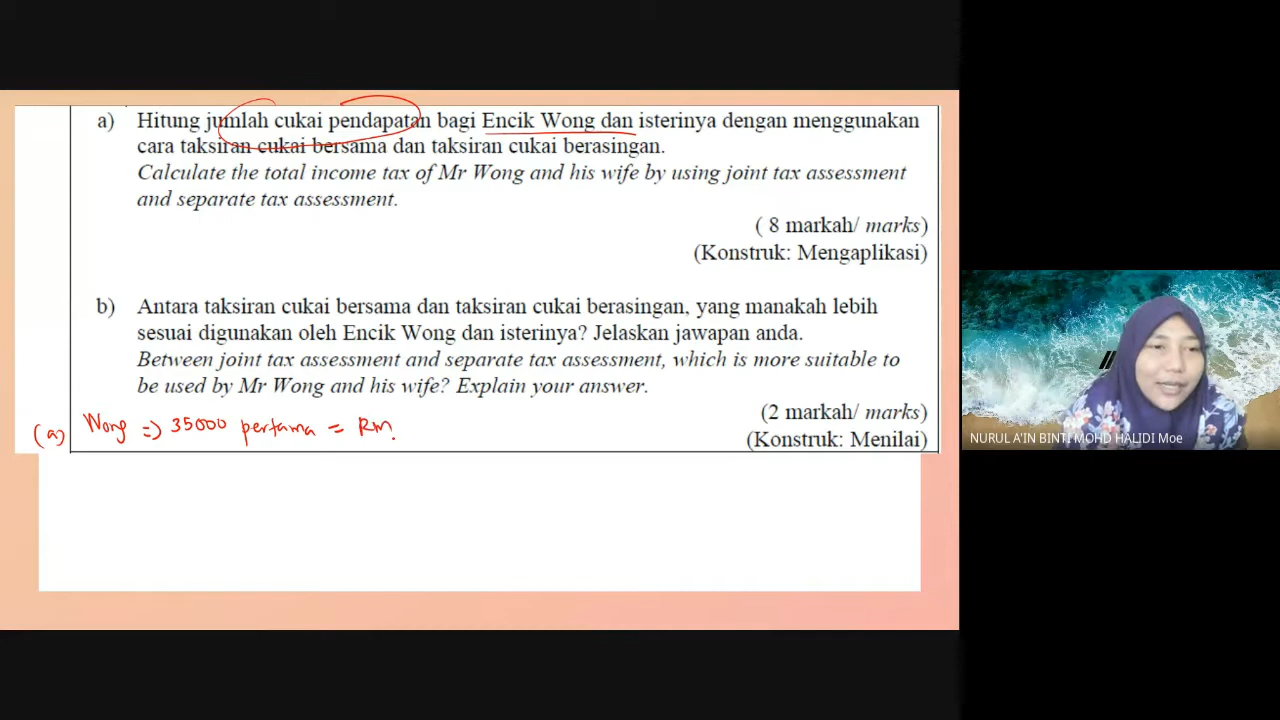 a) Hitung jumlah cukai pendapatan bagi Encik Wong dan isterinya dengan menggunakan
cara taksiran cukai bersama dan taksiran cukai berasingan.
Calculate the total income tax of Mr Wong and his wife by using joint tax assessment
and separate tax assessment.
( 8 markah/ marks)
(Konstruk: Mengaplikasi)
b) Antara taksiran cukai bersama dan taksiran cukai berasingan, yang manakah lebih
sesuai digunakan oleh Encik Wong dan isterinya? Jelaskan jawapan anda.
Between joint tax assessment and separate tax assessment, which is more suitable to
be used by Mr Wong and his wife? Explain your answer.
(2 markah/ marks)
(Konstruk: Menilai)
(a) Wong => 35000 pertama = RM.
NURUL A'IN BINTI MOHD HALIDI Moe